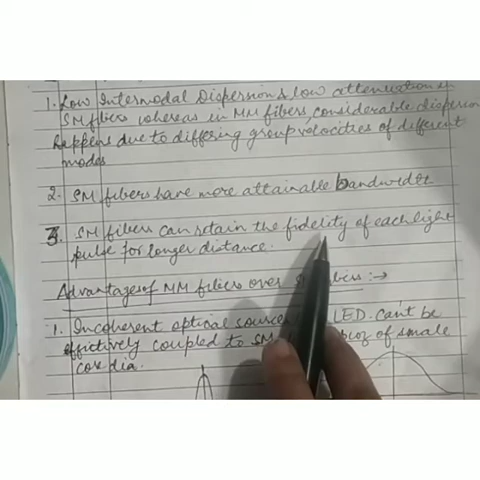 1. Low Intermodal Dispersion & low attenuation in
SM fibers whereas in MM fibers, considerable dispersion
happens due to differing group velocities of different
modes
2. SM fibers have more attainable bandwidth
3. SM fibers can retain the fidelity of each light
pulse for longer distance.
Advantages of MM fibers over :→
1. Incoherent optical source LED can't be
effictively coupled to SM of small
core dia.